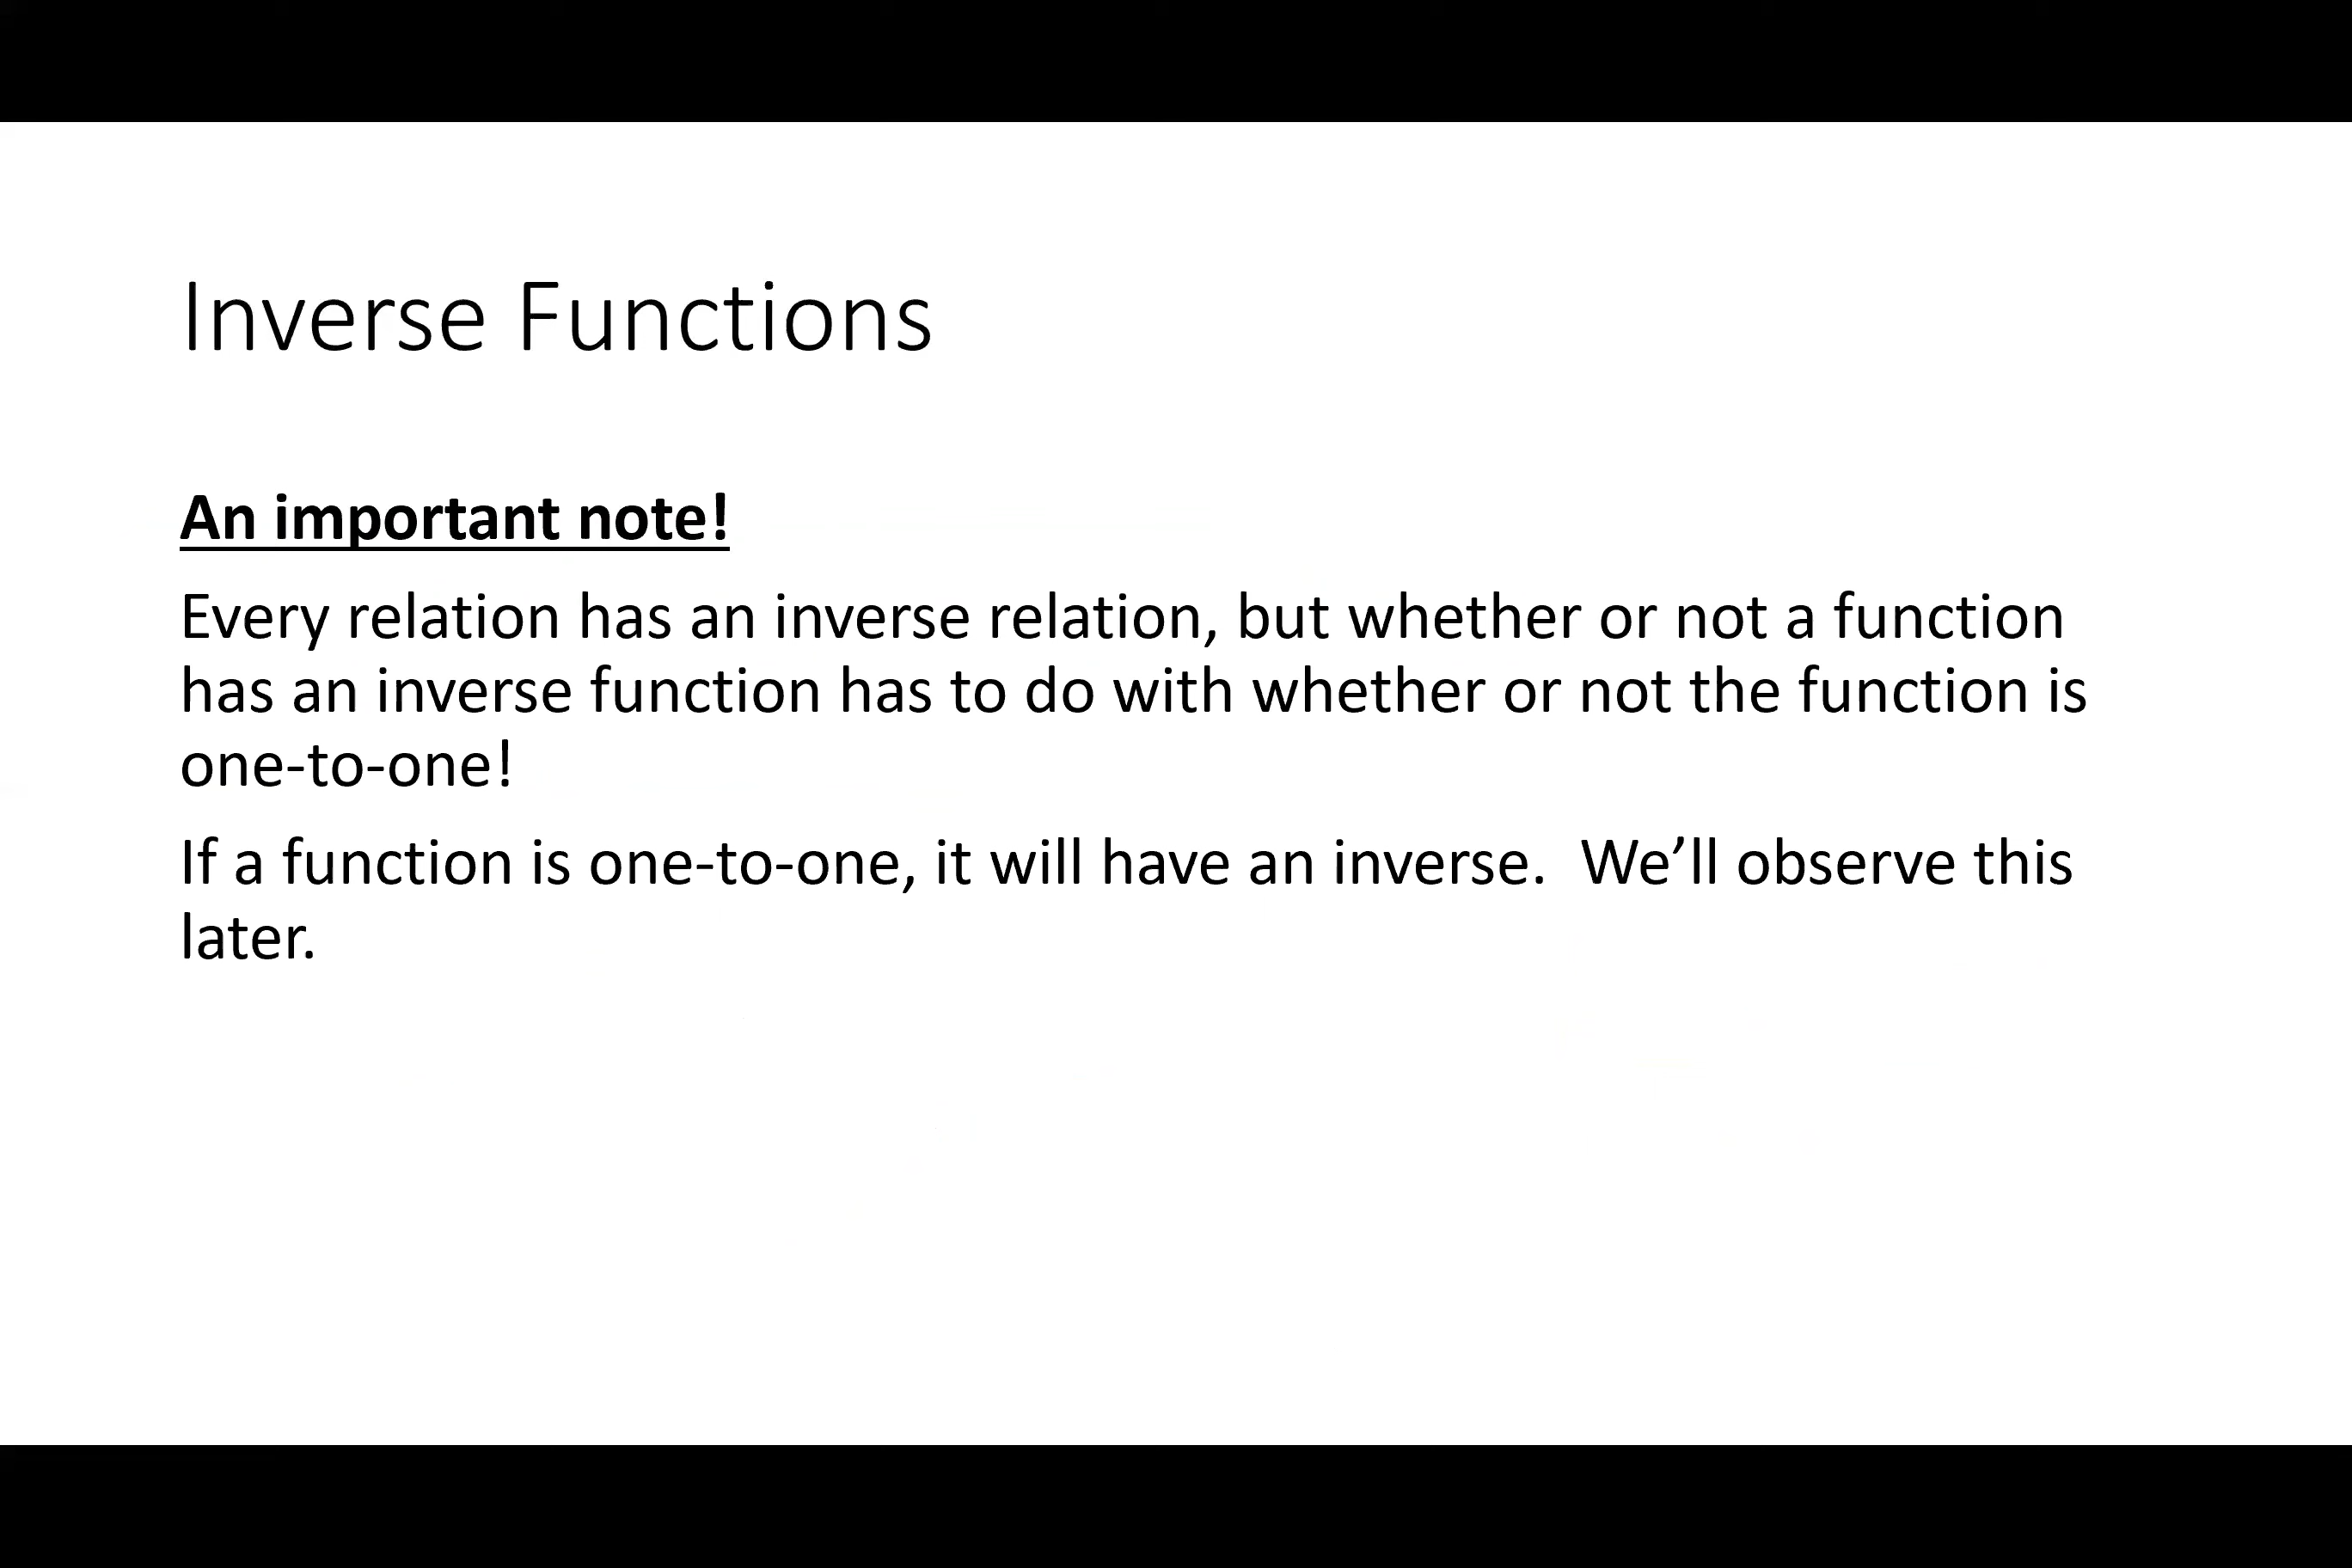 Inverse Functions
An important note!
Every relation has an inverse relation, but whether or not a function
has an inverse function has to do with whether or not the function is
one-to-one!
If a function is one-to-one, it will have an inverse.  We’ll observe this
later.